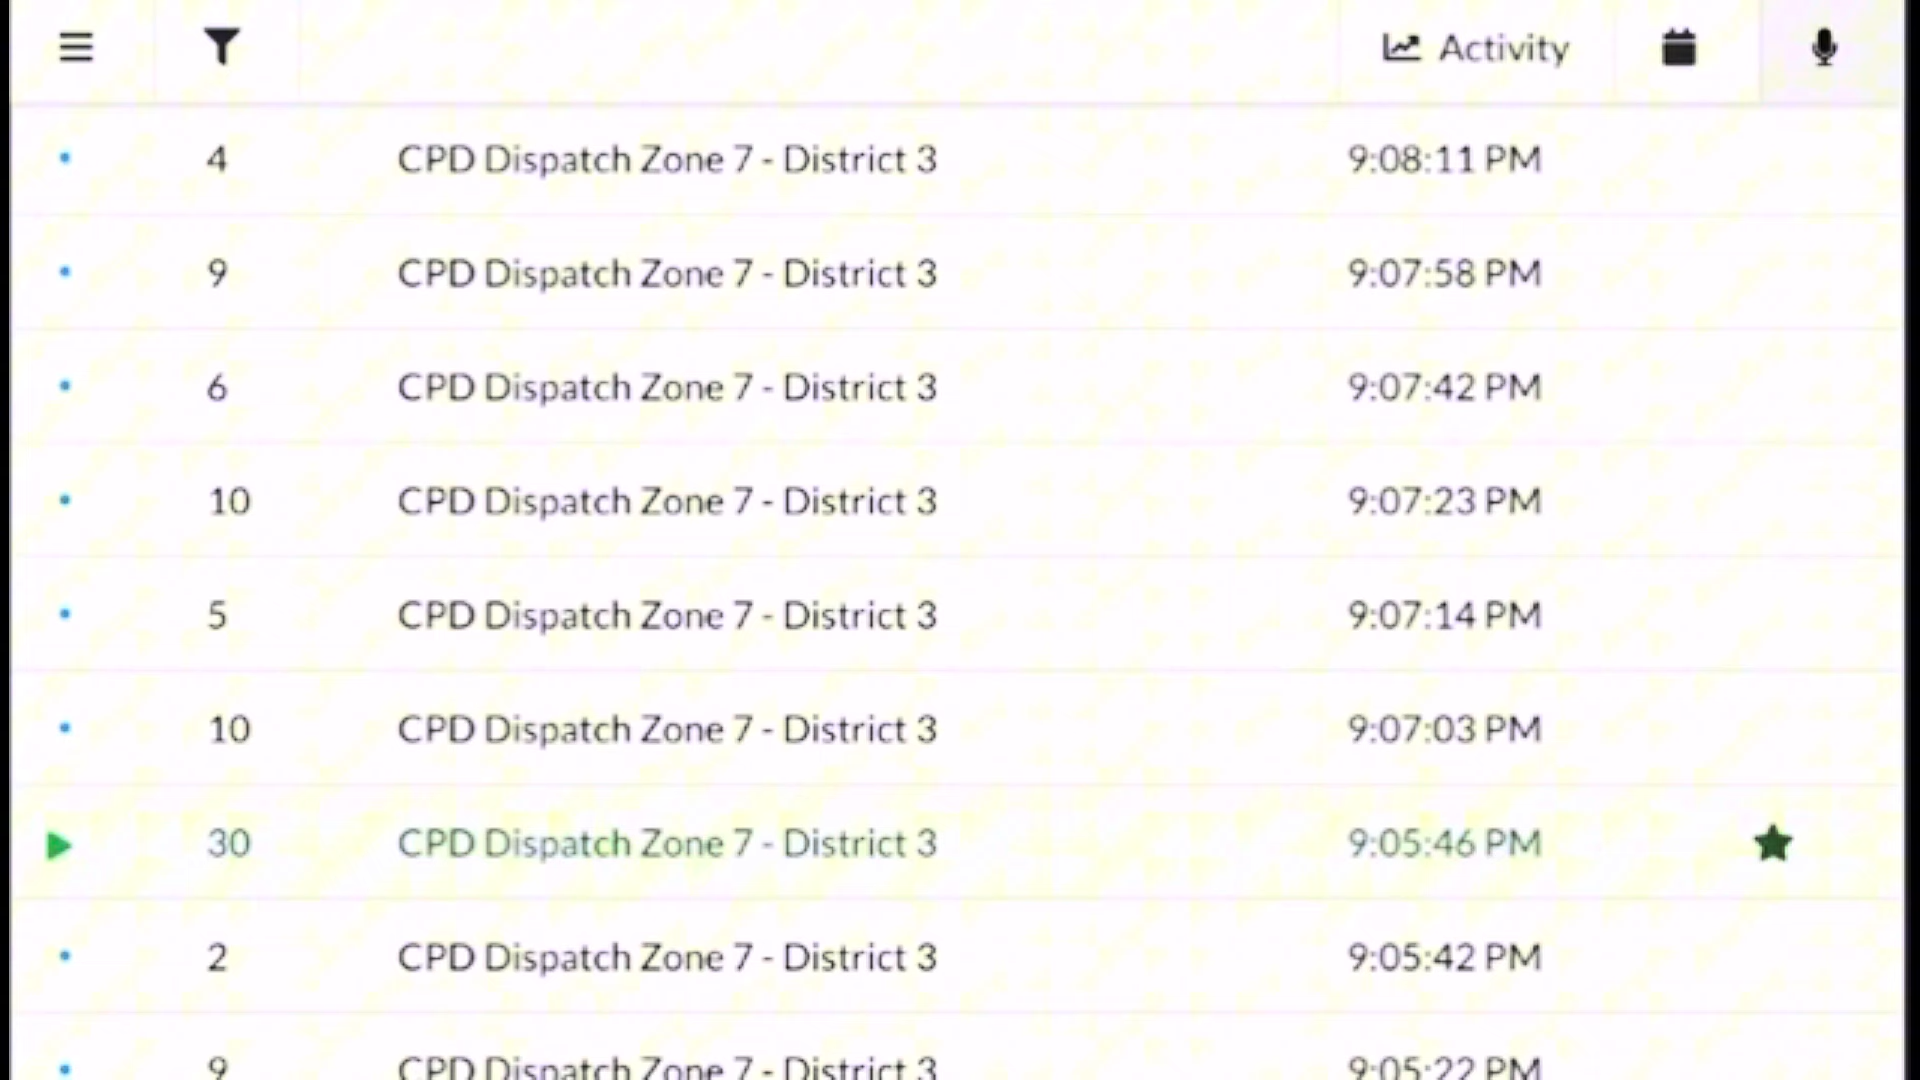 Activity
4 CPD Dispatch Zone 7 - District 3 9:08:11 PM
9 CPD Dispatch Zone 7 - District 3 9:07:58 PM
6 CPD Dispatch Zone 7 - District 3 9:07:42 PM
10 CPD Dispatch Zone 7 - District 3 9:07:23 PM
5 CPD Dispatch Zone 7 - District 3 9:07:14 PM
10 CPD Dispatch Zone 7 - District 3 9:07:03 PM
30 CPD Dispatch Zone 7 - District 3 9:05:46 PM
2 CPD Dispatch Zone 7 - District 3 9:05:42 PM
9 CPD Dispatch Zone 7 - District 3 9:05:22 PM